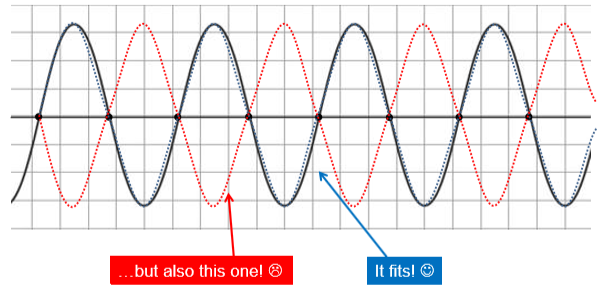 …but also this one! ☹
It fits! ☺